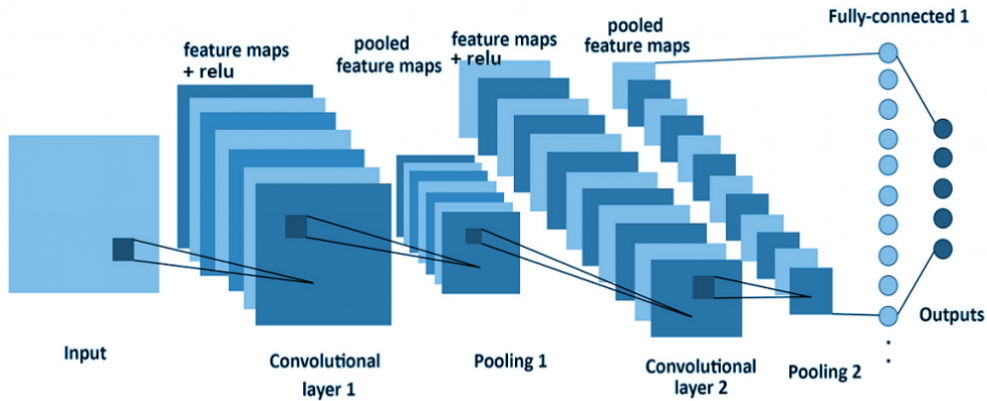 Fully-connected 1
feature maps
+ relu
pooled
feature maps
feature maps
+ relu
pooled
feature maps
Input
Convolutional
layer 1
Pooling 1
Convolutional
layer 2
Pooling 2
Outputs